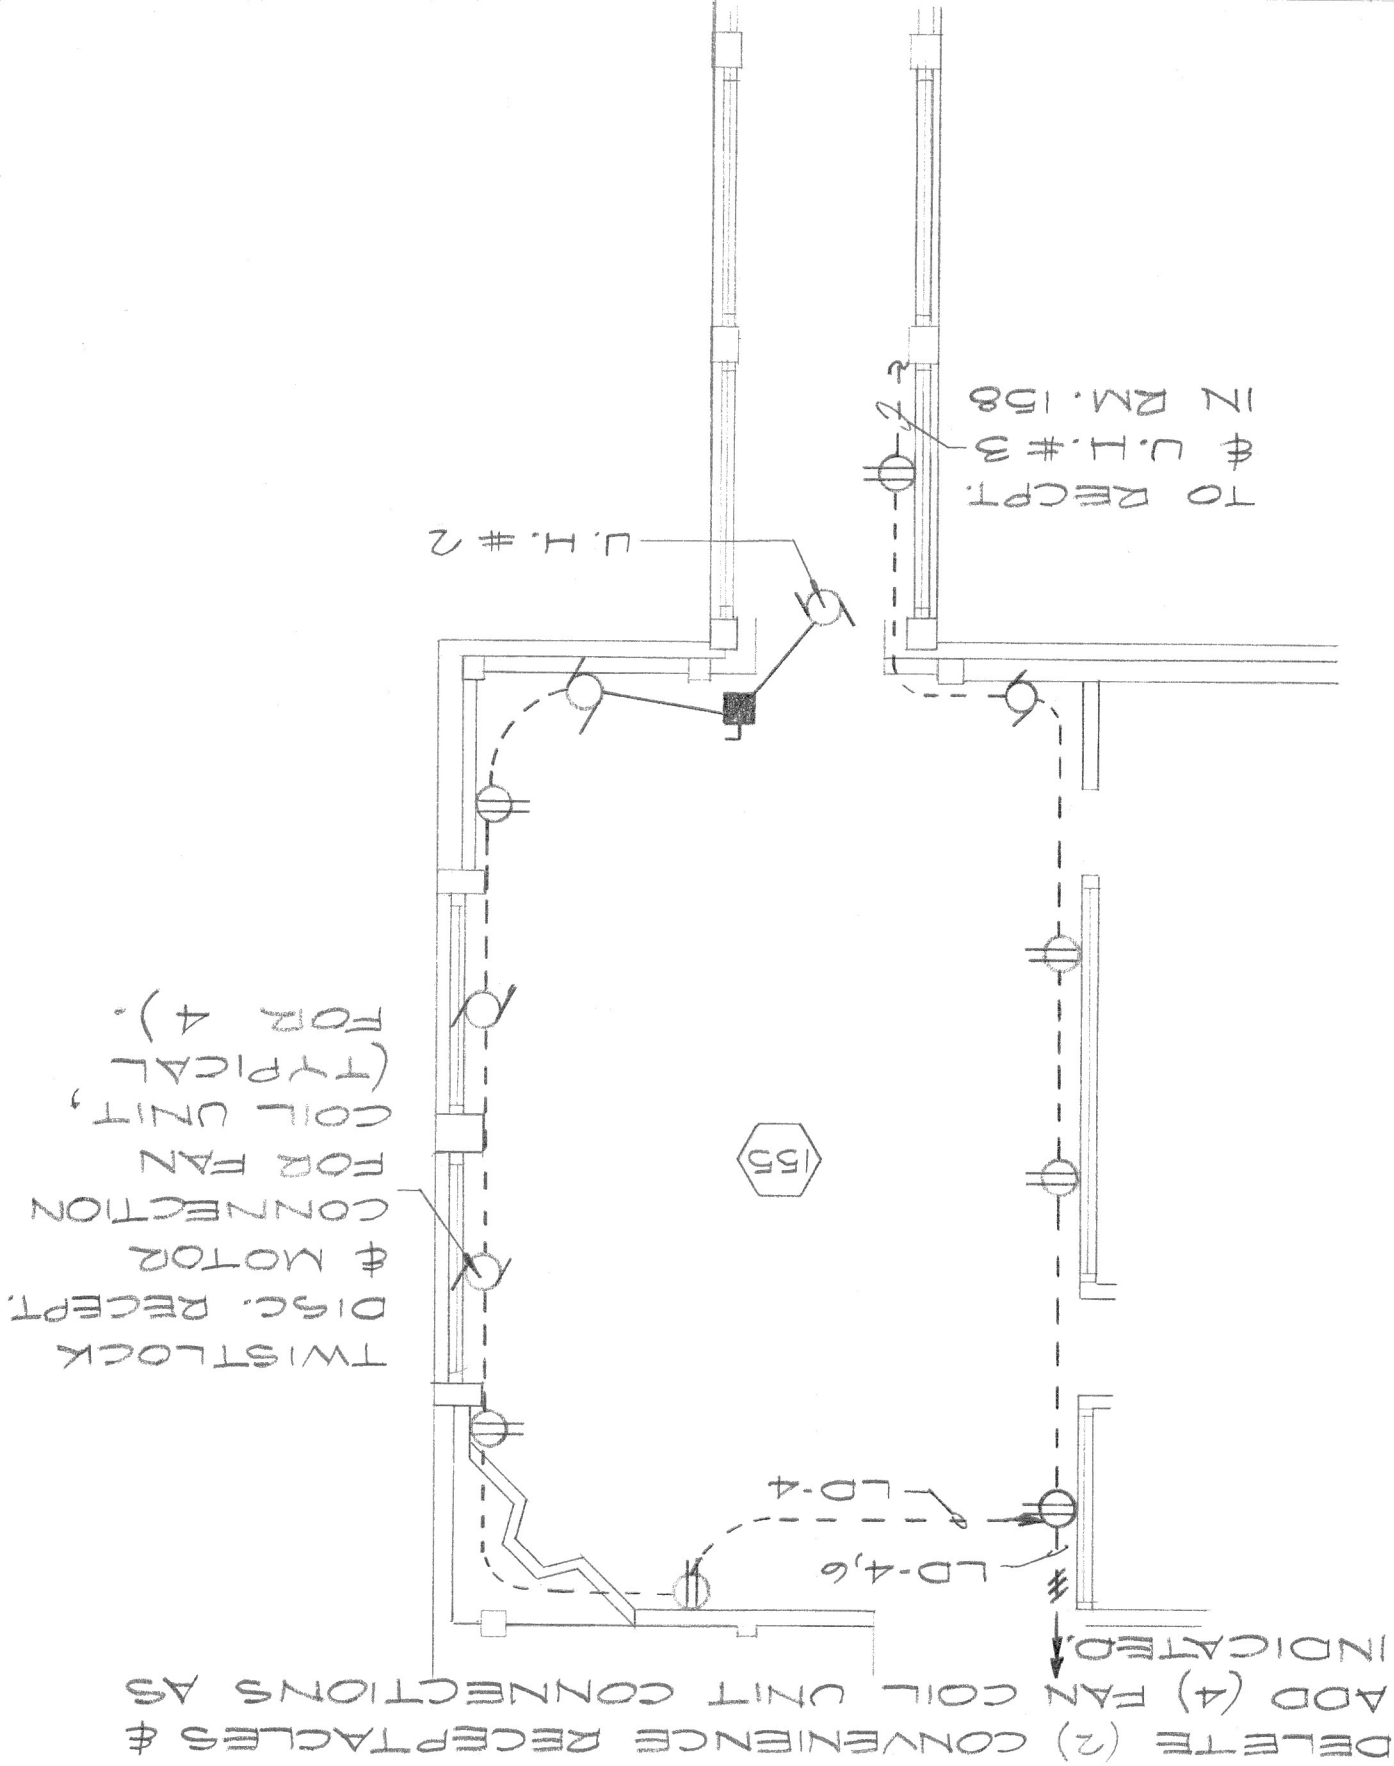 DELETE (2) CONVENIENCE RECEPTACLES &
ADD (4) FAN COIL UNIT CONNECTIONS AS
INDICATED.
LD-4,6
LD-4
TWISTLOCK
DISC. RECEPT.
& MOTOR
CONNECTION
FOR FAN
COIL UNIT,
(TYPICAL
FOR 4).
155
U.H. #2
TO RECPT.
& U.H. #3
IN RM. 158